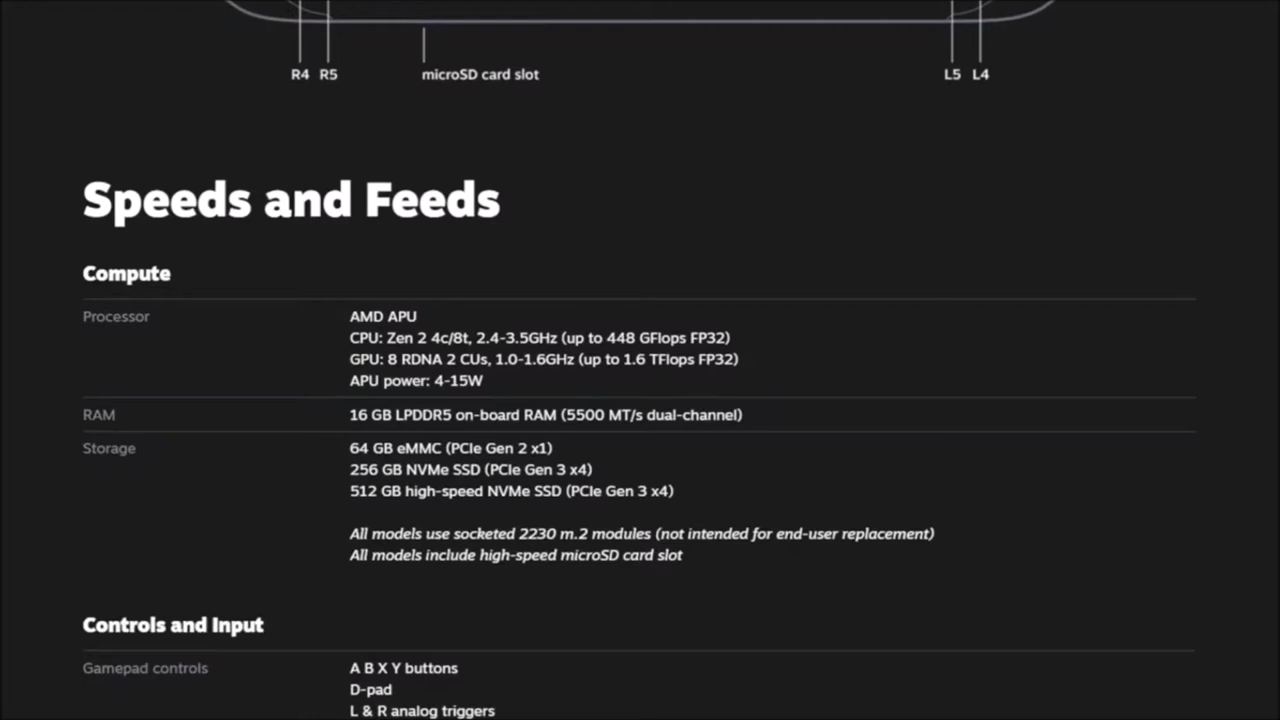 R4 R5 microSD card slot L5 L4
Speeds and Feeds
Compute
Processor AMD APU
CPU: Zen 2 4c/8t, 2.4-3.5GHz (up to 448 GFlops FP32)
GPU: 8 RDNA 2 CUs, 1.0-1.6GHz (up to 1.6 TFlops FP32)
APU power: 4-15W
RAM 16 GB LPDDR5 on-board RAM (5500 MT/s dual-channel)
Storage 64 GB eMMC (PCIe Gen 2 x1)
256 GB NVMe SSD (PCIe Gen 3 x4)
512 GB high-speed NVMe SSD (PCIe Gen 3 x4)
All models use socketed 2230 m.2 modules (not intended for end-user replacement)
All models include high-speed microSD card slot
Controls and Input
Gamepad controls A B X Y buttons
D-pad
L & R analog triggers